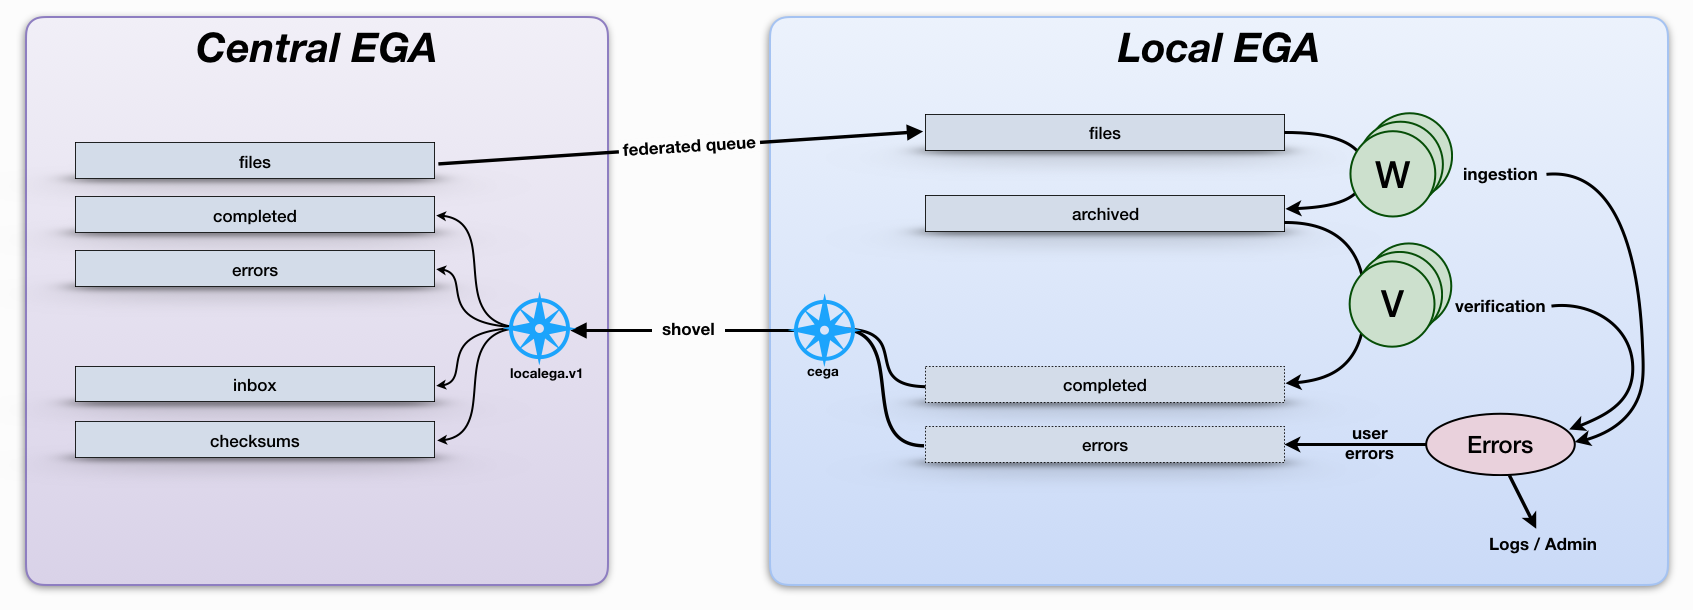 Central EGA
files
completed
errors
inbox
checksums
localega.v1
federated queue
shovel
Local EGA
files
archived
cega
completed
errors
W
ingestion
V
verification
user
errors
Errors
Logs / Admin